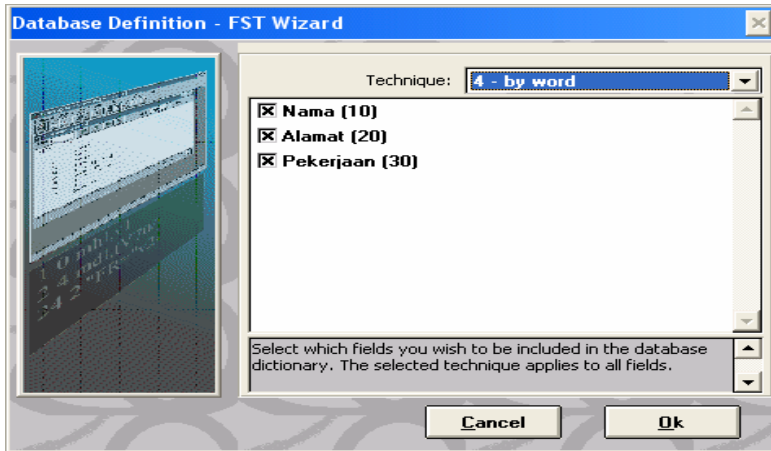 Database Definition - FST Wizard
Technique: 4 - by word
Nama (10)
Alamat (20)
Pekerjaan (30)
Select which fields you wish to be included in the database
dictionary. The selected technique applies to all fields.
Cancel Ok